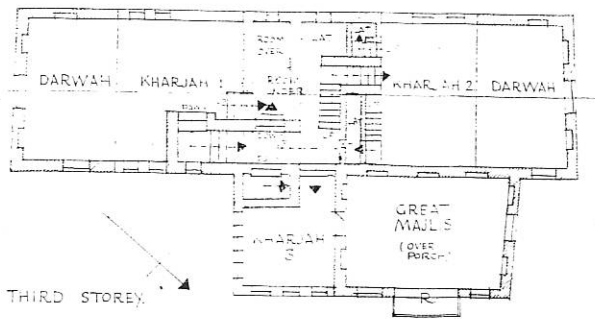 ROOM
OVER
ROOM
UNDER
DARWAH
KHARJAH 1
KHARJAH 2
DARWAH
KHARJAH
3
GREAT
MAJLIS
(OVER
PORCH)
R
THIRD STOREY.